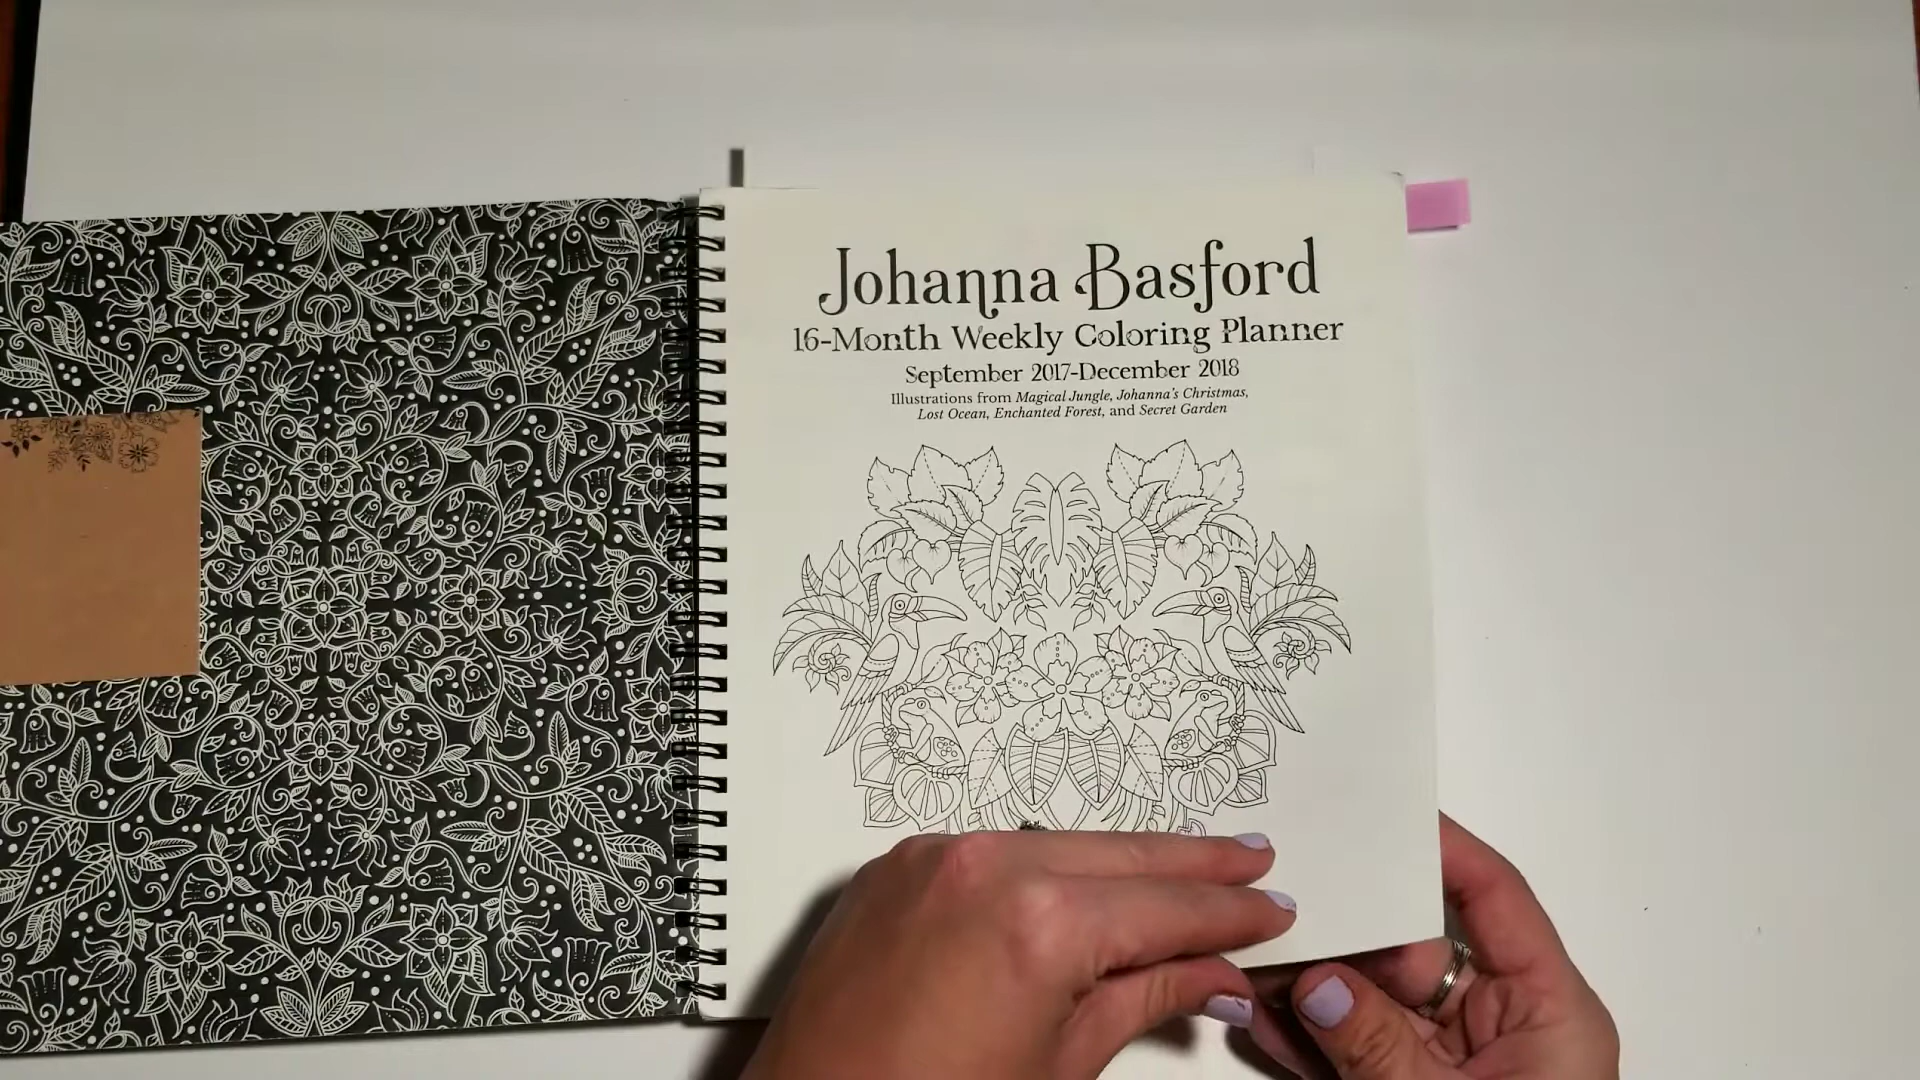 Johanna Basford
16-Month Weekly Coloring Planner
September 2017-December 2018
Illustrations from Magical Jungle, Johanna's Christmas,
Lost Ocean, Enchanted Forest, and Secret Garden